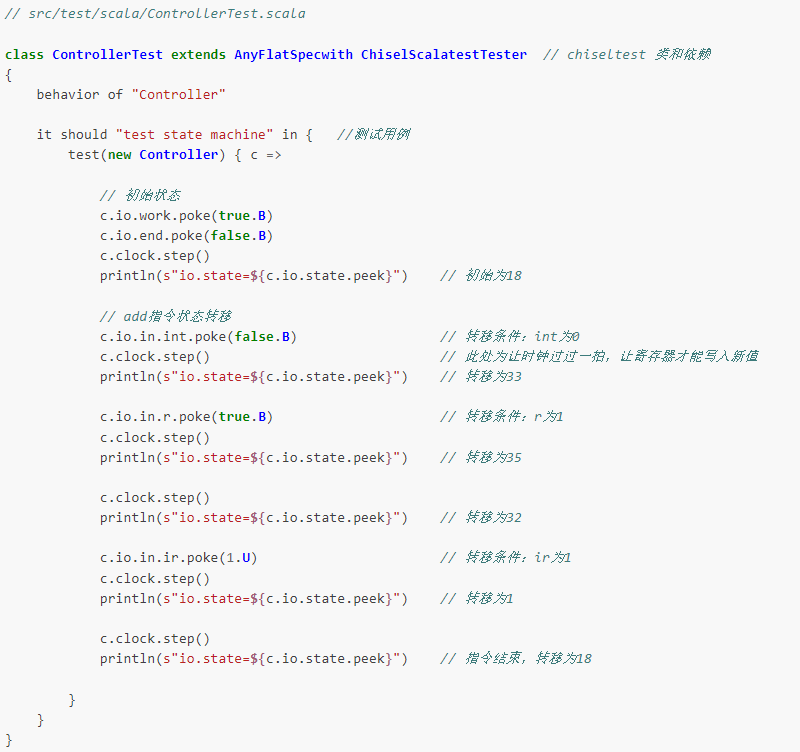 // src/test/scala/ControllerTest.scala
class ControllerTest extends AnyFlatSpecwith ChiselScalatestTester  // chiseltest 类和依赖
{
    behavior of "Controller"
    it should "test state machine" in {   //测试用例
        test(new Controller) { c =>
            // 初始状态
            c.io.work.poke(true.B)
            c.io.end.poke(false.B)
            c.clock.step()
            println(s"io.state=${c.io.state.peek}")    // 初始为18
            // add指令状态转移
            c.io.in.int.poke(false.B)                  // 转移条件：int为0
            c.clock.step()                             // 此处为让时钟过过一拍，让寄存器才能写入新值
            println(s"io.state=${c.io.state.peek}")    // 转移为33
            c.io.in.r.poke(true.B)                     // 转移条件：r为1
            c.clock.step()
            println(s"io.state=${c.io.state.peek}")    // 转移为35
            c.clock.step()
            println(s"io.state=${c.io.state.peek}")    // 转移为32
            c.io.in.ir.poke(1.U)                       // 转移条件：ir为1
            c.clock.step()
            println(s"io.state=${c.io.state.peek}")    // 转移为1
            c.clock.step()
            println(s"io.state=${c.io.state.peek}")    // 指令结束，转移为18
        }
    }
}